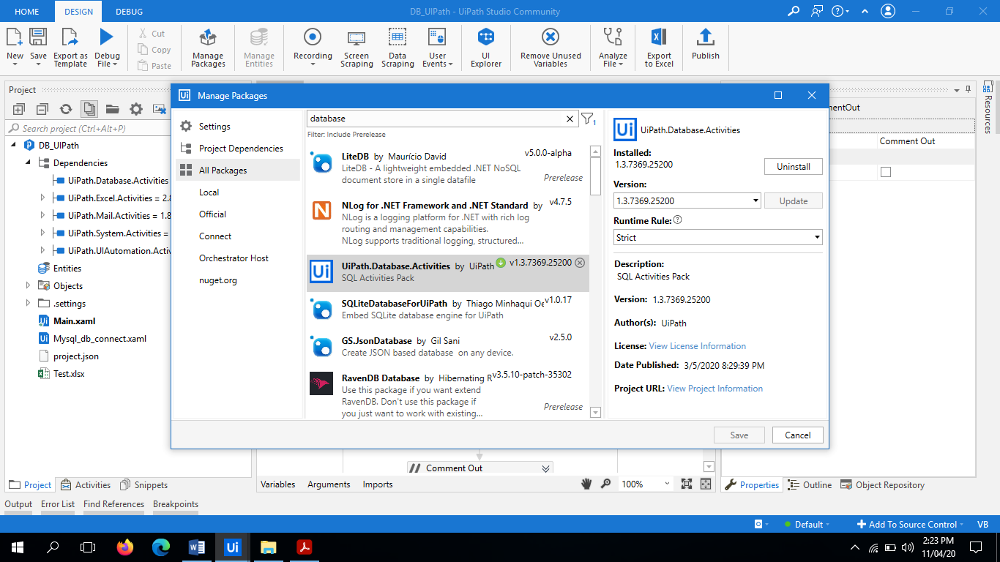 HOME
DESIGN
DEBUG
DB_UIPath - UiPath Studio Community
New
Save
Export as
Template
Debug
File
Cut
Copy
Paste
Manage
Packages
Manage
Entities
Recording
Screen
Scraping
Data
Scraping
User
Events
UI
Explorer
Remove Unused
Variables
Analyze
File
Export
to Excel
Publish
Project
Search project (Ctrl+Alt+P)
DB_UIPath
Dependencies
UiPath.Database.Activities
UiPath.Excel.Activities = 2.8
UiPath.Mail.Activities = 1.8
UiPath.System.Activities =
UiPath.UIAutomation.Activ
Entities
Objects
.settings
Main.xaml
Mysql_db_connect.xaml
project.json
Test.xlsx
Ui
Manage Packages
Settings
Project Dependencies
All Packages
Local
Official
Connect
Orchestrator Host
nuget.org
database
1
Filter: Include Prerelease
LiteDB by Maurício David
v5.0.0-alpha
LiteDB - A lightweight embedded .NET NoSQL
document store in a single datafile
Prerelease
NLog for .NET Framework and .NET Standard by
v4.7.5
NLog is a logging platform for .NET with rich log
routing and management capabilities.
NLog supports traditional logging, structured...
UiPath.Database.Activities by UiPath
v1.3.7369.25200
SQL Activities Pack
SQLiteDatabaseForUiPath by Thiago Minhaqui Oe
v1.0.17
Embed SQLite database engine for UiPath
GS.JsonDatabase by Gil Sani
v2.5.0
Create JSON based database on any device.
RavenDB Database by Hibernating R
v3.5.10-patch-35302
Use this package if you want extend
RavenDB. Don't use this package if
you just want to work with existing...
Prerelease
Ui
UiPath.Database.Activities
Installed:
1.3.7369.25200
Uninstall
Version:
1.3.7369.25200
Update
Runtime Rule:
Strict
Description:
SQL Activities Pack
Version: 1.3.7369.25200
Author(s): UiPath
License: View License Information
Date Published: 3/5/2020 8:29:39 PM
Project URL: View Project Information
Save
Cancel
mentOut
Comment Out
Resources
// Comment Out
Project
Activities
Snippets
Variables
Arguments
Imports
100%
Properties
Outline
Object Repository
Output
Error List
Find References
Breakpoints
Default
Add To Source Control
VB
Ui
2:23 PM
11/04/20